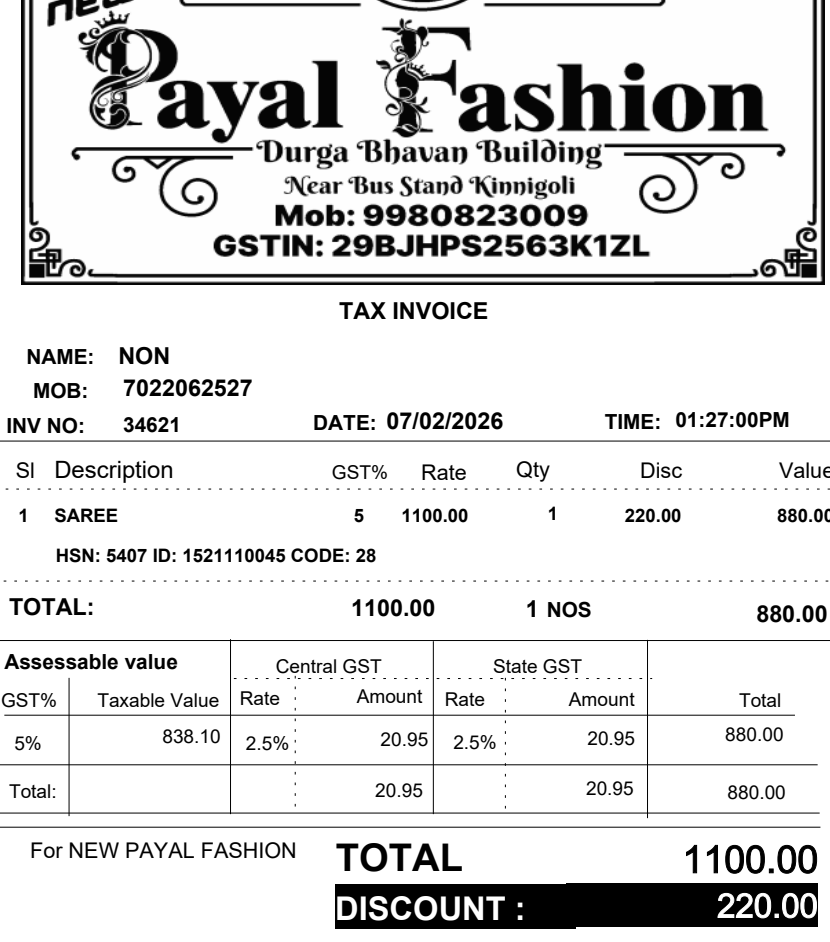 new
Payal Fashion
Durga Bhavan Building
Near Bus Stand Kinnigoli
Mob: 9980823009
GSTIN: 29BJHPS2563K1ZL
TAX INVOICE
NAME: NON
MOB: 7022062527
INV NO: 34621 DATE: 07/02/2026 TIME: 01:27:00PM
Sl Description GST% Rate Qty Disc Value
1 SAREE 5 1100.00 1 220.00 880.00
HSN: 5407 ID: 1521110045 CODE: 28
TOTAL: 1100.00 1 NOS 880.00
Assessable value Central GST State GST
GST% Taxable Value Rate Amount Rate Amount Total
5% 838.10 2.5% 20.95 2.5% 20.95 880.00
Total: 20.95 20.95 880.00
For NEW PAYAL FASHION TOTAL 1100.00
DISCOUNT : 220.00